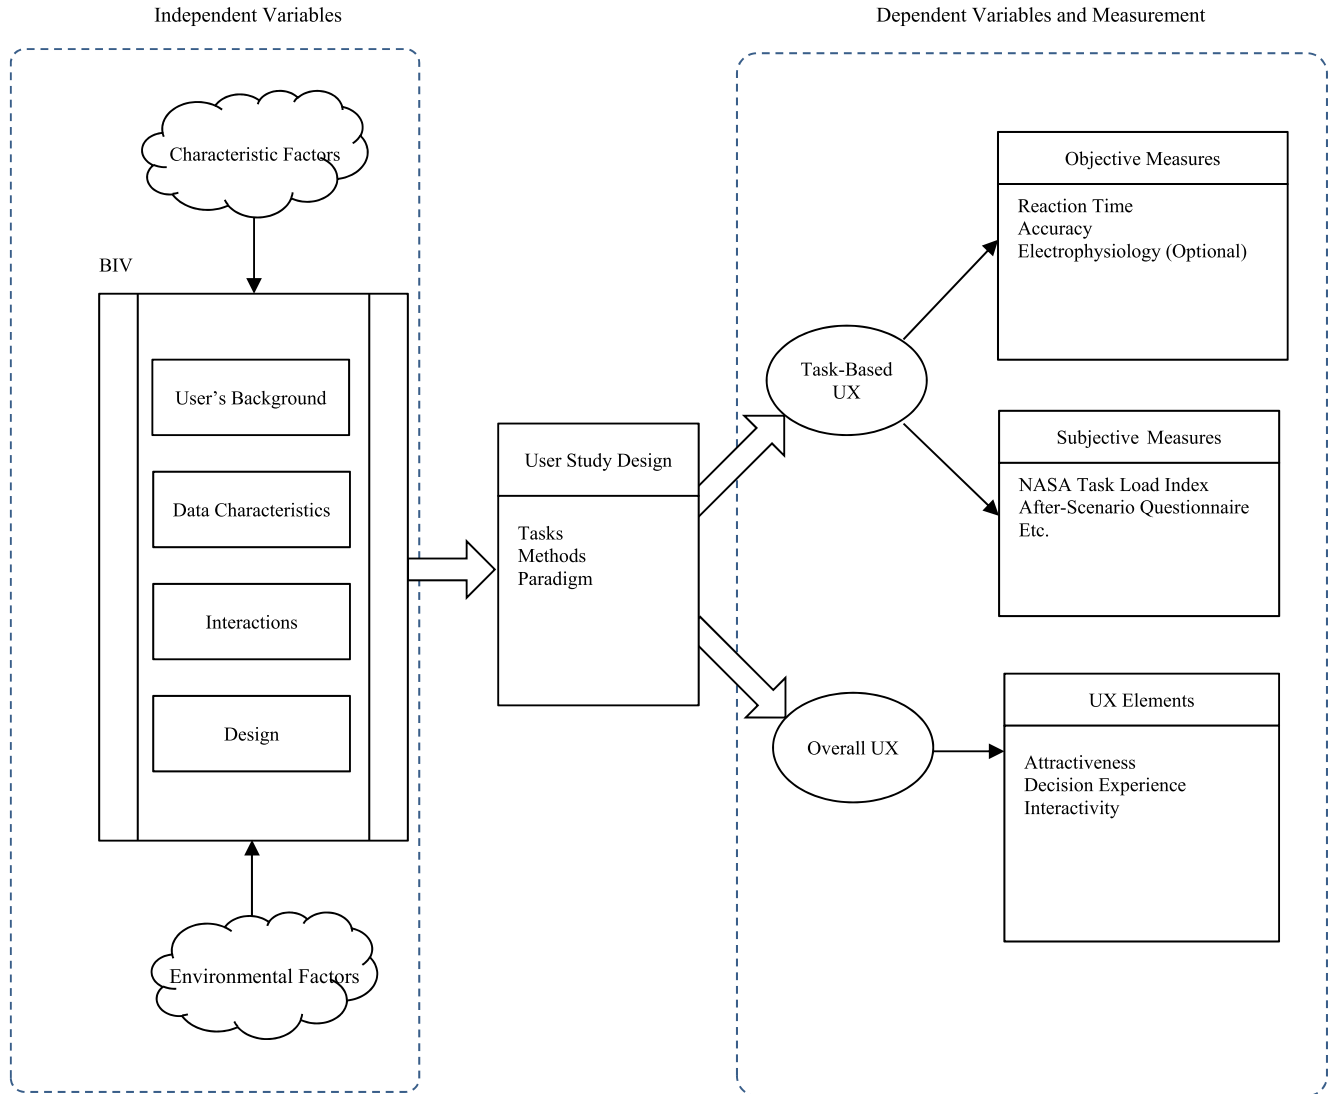 Independent Variables
Dependent Variables and Measurement
Characteristic Factors
BIV
User’s Background
Data Characteristics
Interactions
Design
Environmental Factors
User Study Design
Tasks
Methods
Paradigm
Task-Based
UX
Overall UX
Objective Measures
Reaction Time
Accuracy
Electrophysiology (Optional)
Subjective Measures
NASA Task Load Index
After-Scenario Questionnaire
Etc.
UX Elements
Attractiveness
Decision Experience
Interactivity